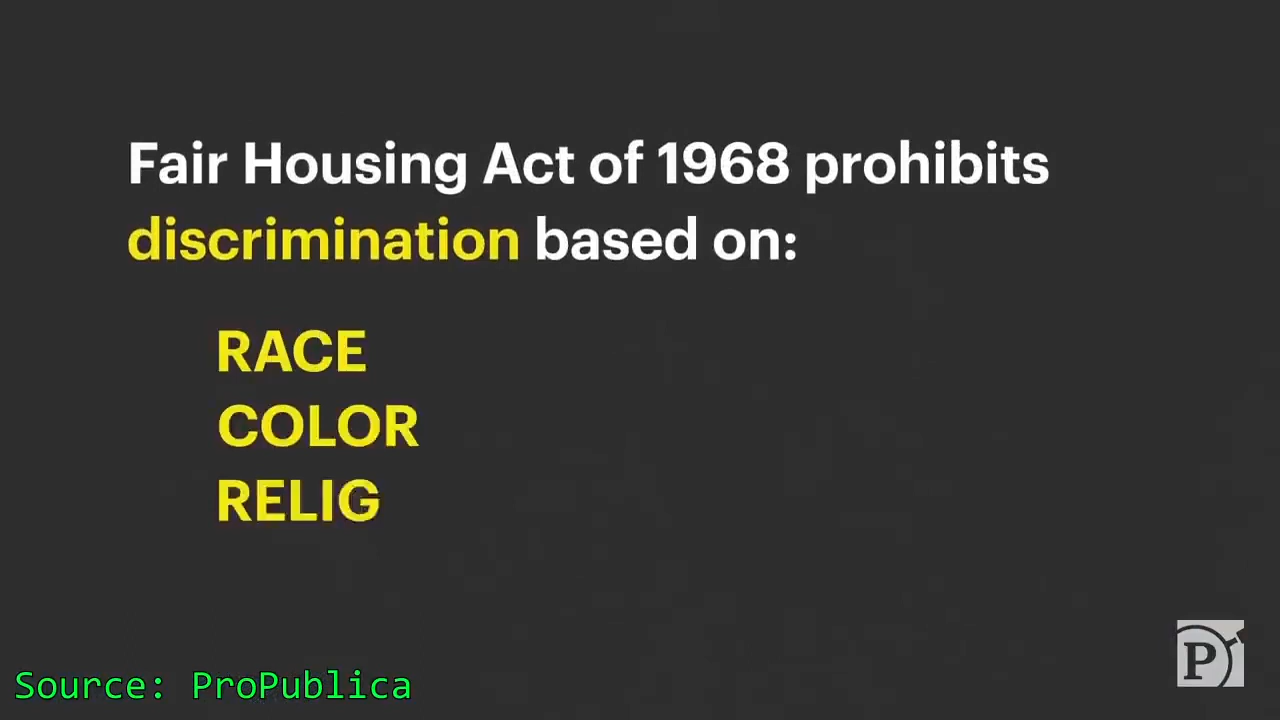 Fair Housing Act of 1968 prohibits
discrimination based on:
RACE
COLOR
RELIG
P
Source: ProPublica